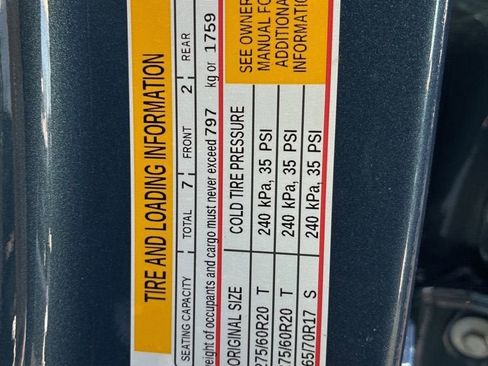 TIRE AND LOADING INFORMATION
SEATING CAPACITY TOTAL 7 FRONT 2 REAR
eight of occupants and cargo must never exceed 797 kg or 1759
ORIGINAL SIZE COLD TIRE PRESSURE
275/60R20 T 240 kPa, 35 PSI
75/60R20 T 240 kPa, 35 PSI
65/70R17 S 240 kPa, 35 PSI
SEE OWNER
MANUAL FO
ADDITIONA
INFORMATION